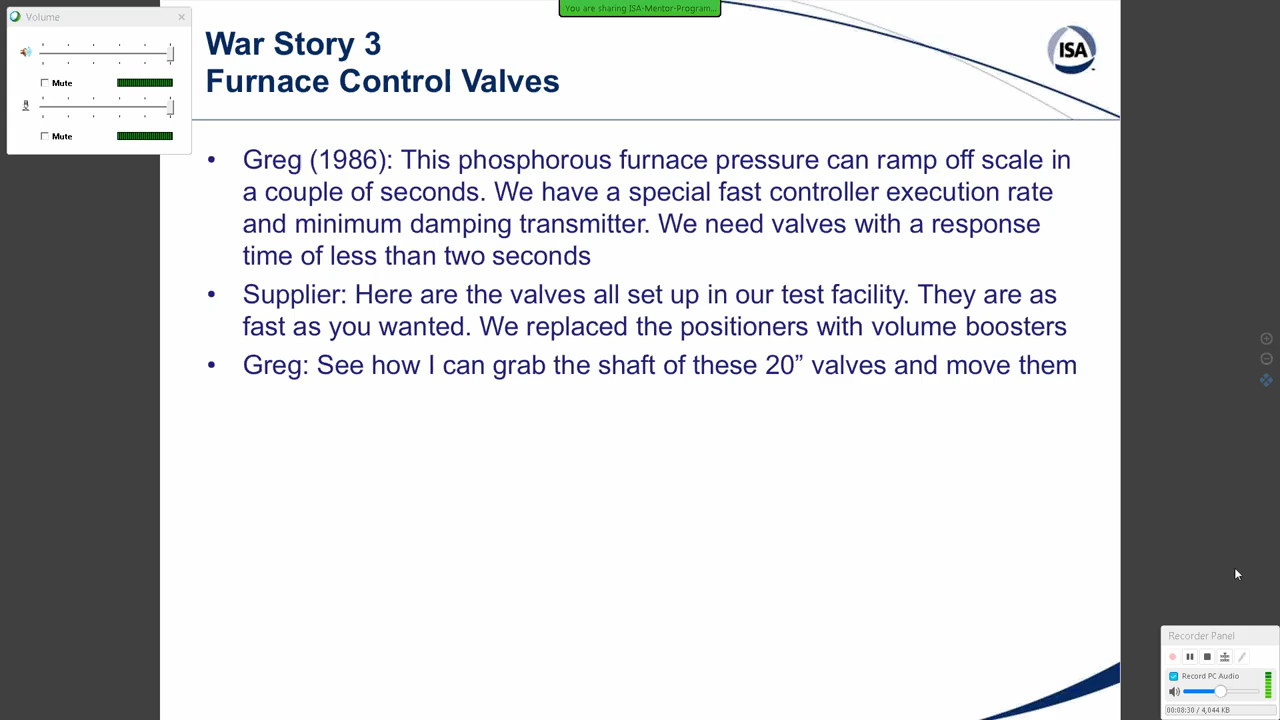 You are sharing ISA-Mentor-Program...
Volume
Mute
Mute
War Story 3
Furnace Control Valves
ISA
• Greg (1986): This phosphorous furnace pressure can ramp off scale in
a couple of seconds. We have a special fast controller execution rate
and minimum damping transmitter. We need valves with a response
time of less than two seconds
• Supplier: Here are the valves all set up in our test facility. They are as
fast as you wanted. We replaced the positioners with volume boosters
• Greg: See how I can grab the shaft of these 20” valves and move them
Recorder Panel
Record PC Audio
00:08:30 / 4,044 KB